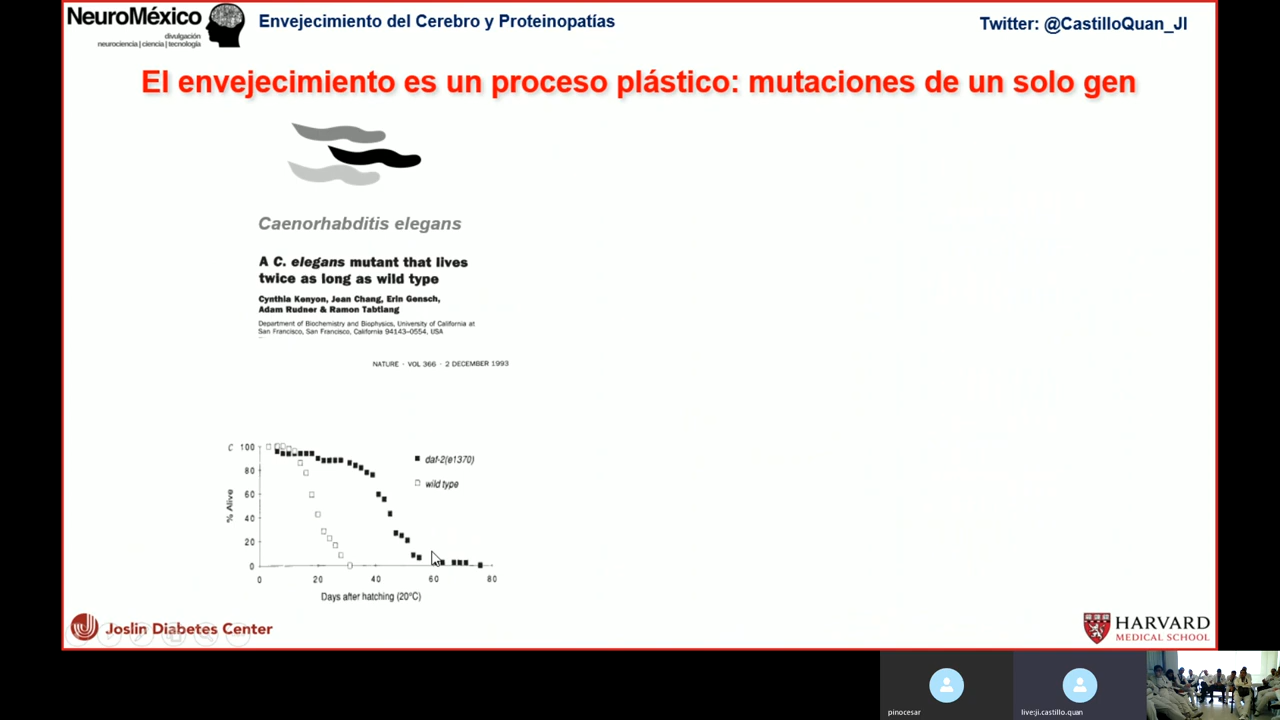 NeuroMéxico
divulgación
neurociencia | ciencia | tecnología
Envejecimiento del Cerebro y Proteinopatías
Twitter: @CastilloQuan_JI
El envejecimiento es un proceso plástico: mutaciones de un solo gen
Caenorhabditis elegans
A C. elegans mutant that lives
twice as long as wild type
Cynthia Kenyon, Jean Chang, Erin Gensch,
Adam Rudner & Ramon Tabtiang
Department of Biochemistry and Biophysics, University of California at
San Francisco, San Francisco, California 94143–0554, USA
NATURE · VOL 366 · 2 DECEMBER 1993
C
100
80
60
40
20
0
% Alive
daf-2(e1370)
wild type
0 20 40 60 80
Days after hatching (20°C)
Joslin Diabetes Center
HARVARD
MEDICAL SCHOOL
pinocesar
live:ji.castillo.quan